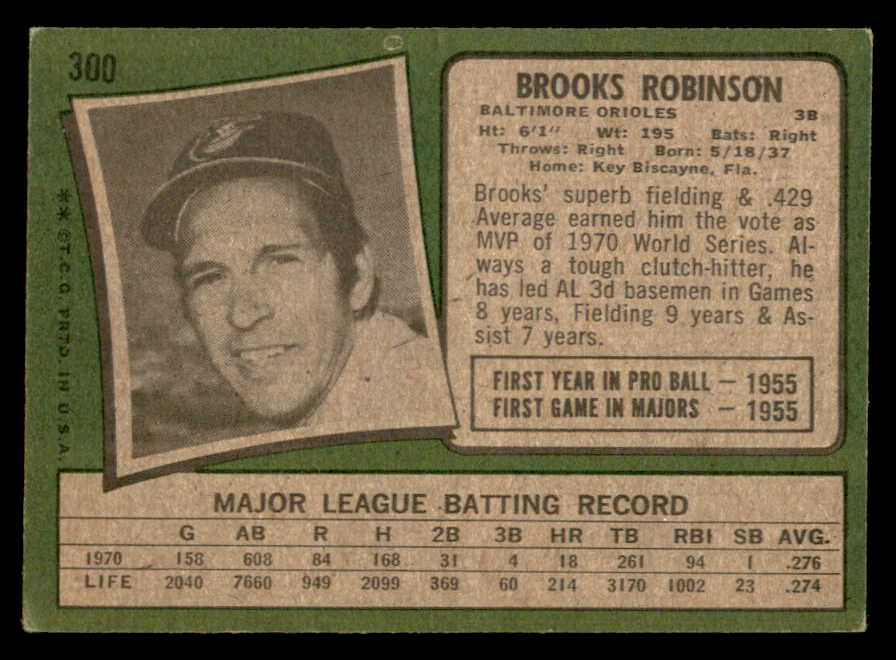 300
BROOKS ROBINSON
BALTIMORE ORIOLES 3B
Ht: 6'1" Wt: 195 Bats: Right
Throws: Right Born: 5/18/37
Home: Key Biscayne, Fla.
Brooks' superb fielding & .429
Average earned him the vote as
MVP of 1970 World Series. Al-
ways a tough clutch-hitter, he
has led AL 3d basemen in Games
8 years, Fielding 9 years & As-
sist 7 years.
FIRST YEAR IN PRO BALL — 1955
FIRST GAME IN MAJORS — 1955
**©T.C.G. PRTD. IN U.S.A.
MAJOR LEAGUE BATTING RECORD
G AB R H 2B 3B HR TB RBI SB AVG.
1970 158 608 84 168 31 4 18 261 94 1 .276
LIFE 2040 7660 949 2099 369 60 214 3170 1002 23 .274